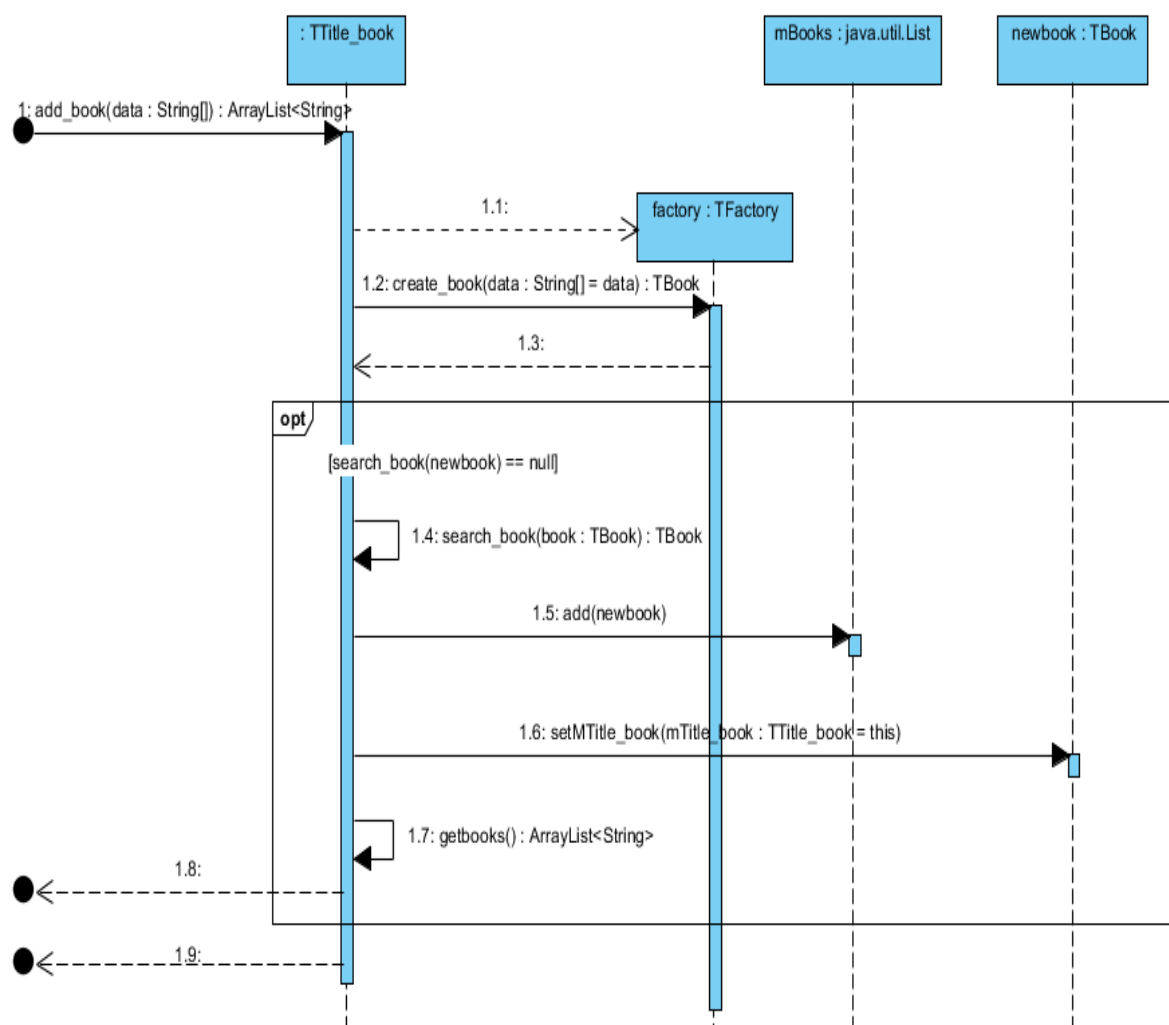 : TTitle_book
mBooks : java.util.List
newbook : TBook
1: add_book(data : String[]) : ArrayList<String>
1.1:
factory : TFactory
1.2: create_book(data : String[] = data) : TBook
1.3:
opt
[search_book(newbook) == null]
1.4: search_book(book : TBook) : TBook
1.5: add(newbook)
1.6: setMTitle_book(mTitle_book : TTitle_book = this)
1.7: getbooks() : ArrayList<String>
1.8:
1.9: